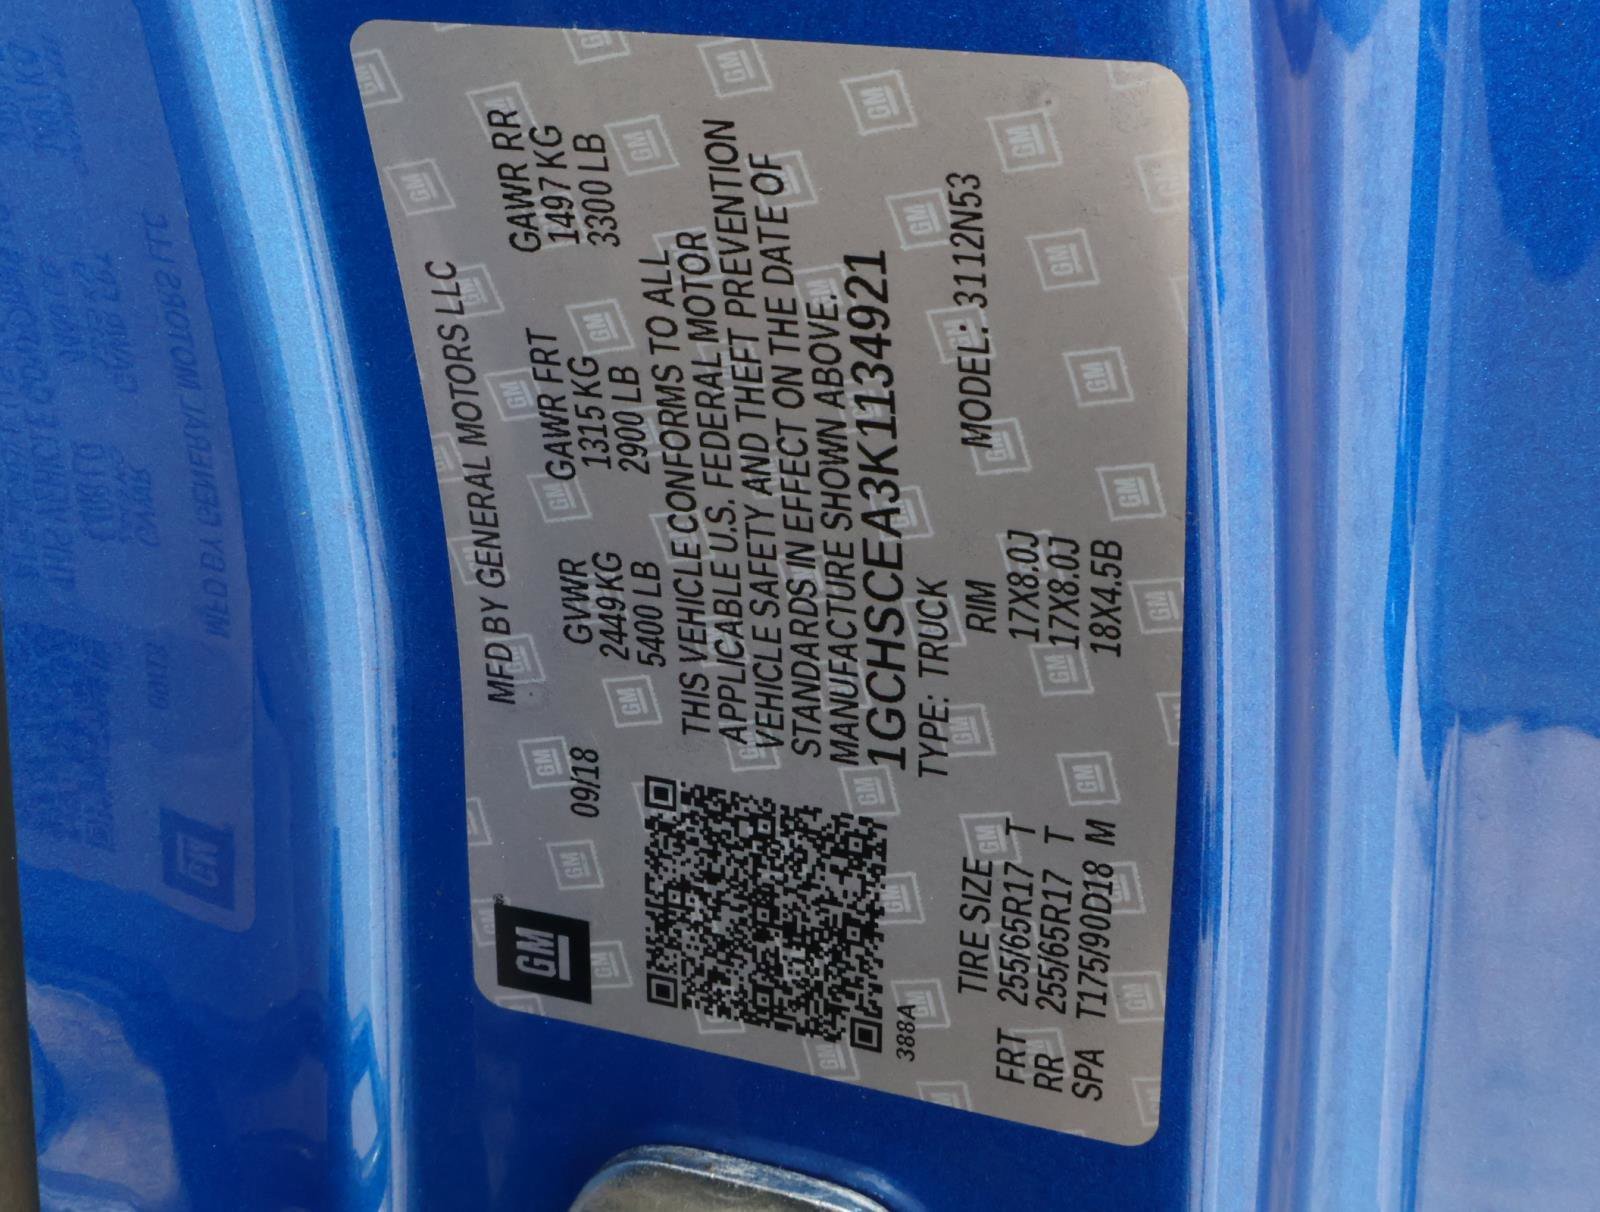 GM
MFD BY GENERAL MOTORS LLC
09/18
GVWR GAWR FRT GAWR RR
2449 KG 1315 KG 1497 KG
5400 LB 2900 LB 3300 LB
THIS VEHICLE CONFORMS TO ALL
APPLICABLE U.S. FEDERAL MOTOR
VEHICLE SAFETY AND THEFT PREVENTION
STANDARDS IN EFFECT ON THE DATE OF
MANUFACTURE SHOWN ABOVE.
1GCHSCEA3K1134921
TYPE: TRUCK MODEL: 3112N53
388A
TIRE SIZE RIM
FRT 255/65R17 T 17X8.0J
RR 255/65R17 T 17X8.0J
SPA T175/90D18 M 18X4.5B